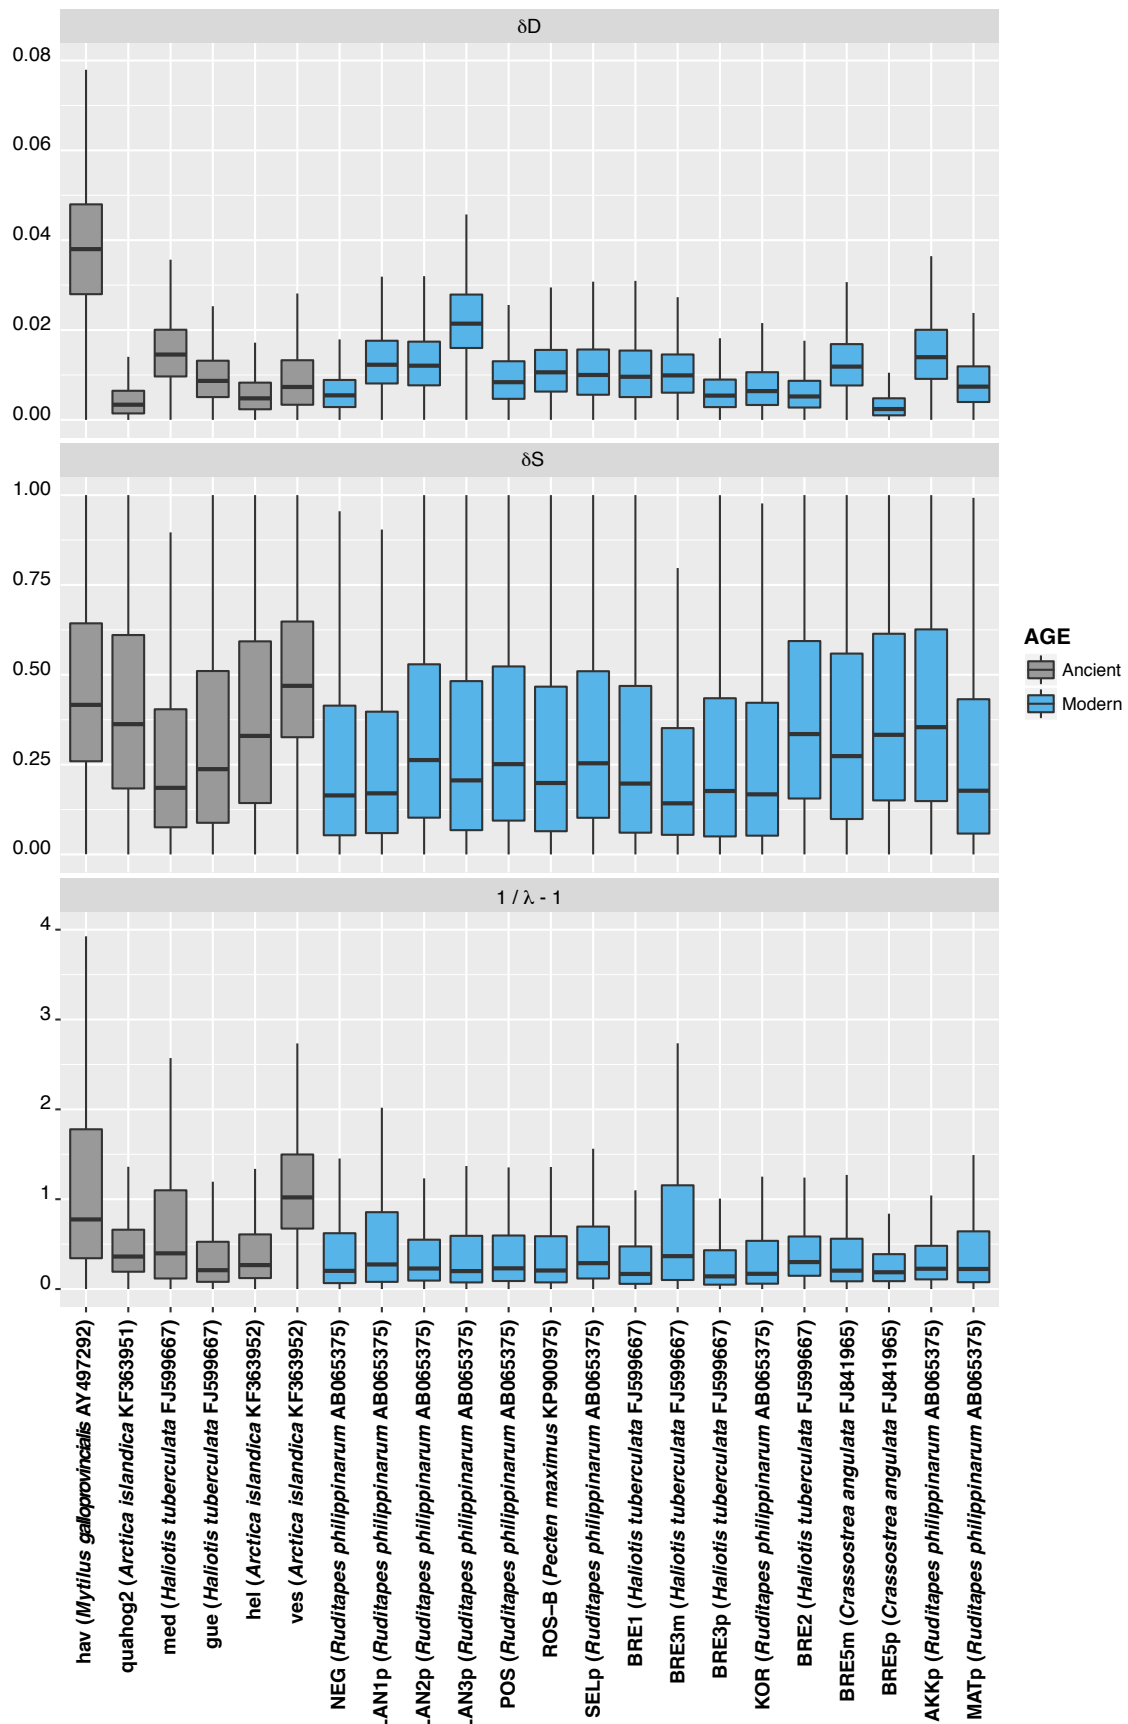 δD
0.08
0.06
0.04
0.02
0.00
δS
1.00
0.75
0.50
0.25
0.00
1 / λ - 1
4
3
2
1
0
AGE
Ancient
Modern
hav (Mytilus galloprovincialis AY497292)
quahog2 (Arctica islandica KF363951)
med (Haliotis tuberculata FJ599667)
gue (Haliotis tuberculata FJ599667)
hel (Arctica islandica KF363952)
ves (Arctica islandica KF363952)
NEG (Ruditapes philippinarum AB065375)
LAN1p (Ruditapes philippinarum AB065375)
LAN2p (Ruditapes philippinarum AB065375)
LAN3p (Ruditapes philippinarum AB065375)
POS (Ruditapes philippinarum AB065375)
ROS−B (Pecten maximus KP900975)
SELp (Ruditapes philippinarum AB065375)
BRE1 (Haliotis tuberculata FJ599667)
BRE3m (Haliotis tuberculata FJ599667)
BRE3p (Haliotis tuberculata FJ599667)
KOR (Ruditapes philippinarum AB065375)
BRE2 (Haliotis tuberculata FJ599667)
BRE5m (Crassostrea angulata FJ841965)
BRE5p (Crassostrea angulata FJ841965)
AKKp (Ruditapes philippinarum AB065375)
MATp (Ruditapes philippinarum AB065375)